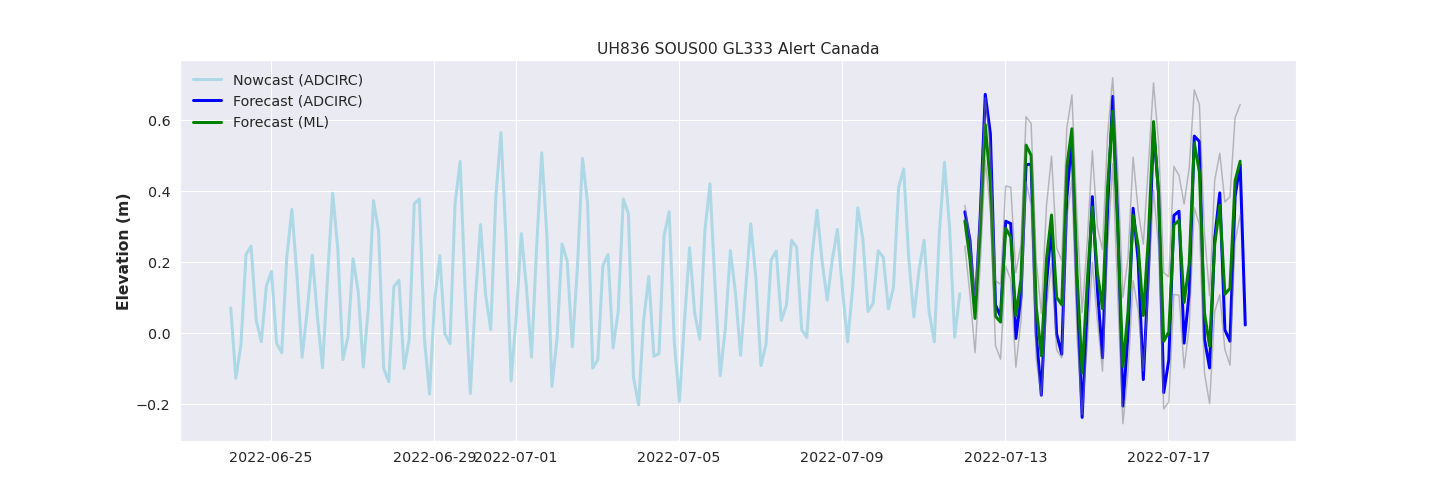 UH836 SOUS00 GL333 Alert Canada
Nowcast (ADCIRC)
Forecast (ADCIRC)
Forecast (ML)
Elevation (m)
0.6
0.4
0.2
0.0
−0.2
2022-06-25 2022-06-29 2022-07-01 2022-07-05 2022-07-09 2022-07-13 2022-07-17